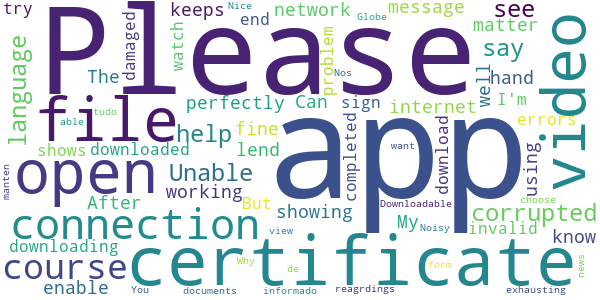 try keeps Nice network message see
Please
damaged
watch
end
Globe
matter
video
language
The
problem
Nos
say
well
hand
tudo
file
perfectly Can sign internet I'm
app
able
help fine
completed
download
errors
shows downloaded
lend
want
using
open
Unable
manten
working
Downloadable
choose
After
But
showing
My
Noisy
corrupted
connection
invalid
view
know
downloading
certificate
course
Why
de
form
news
enable
You documents informado reagrdings exhausting